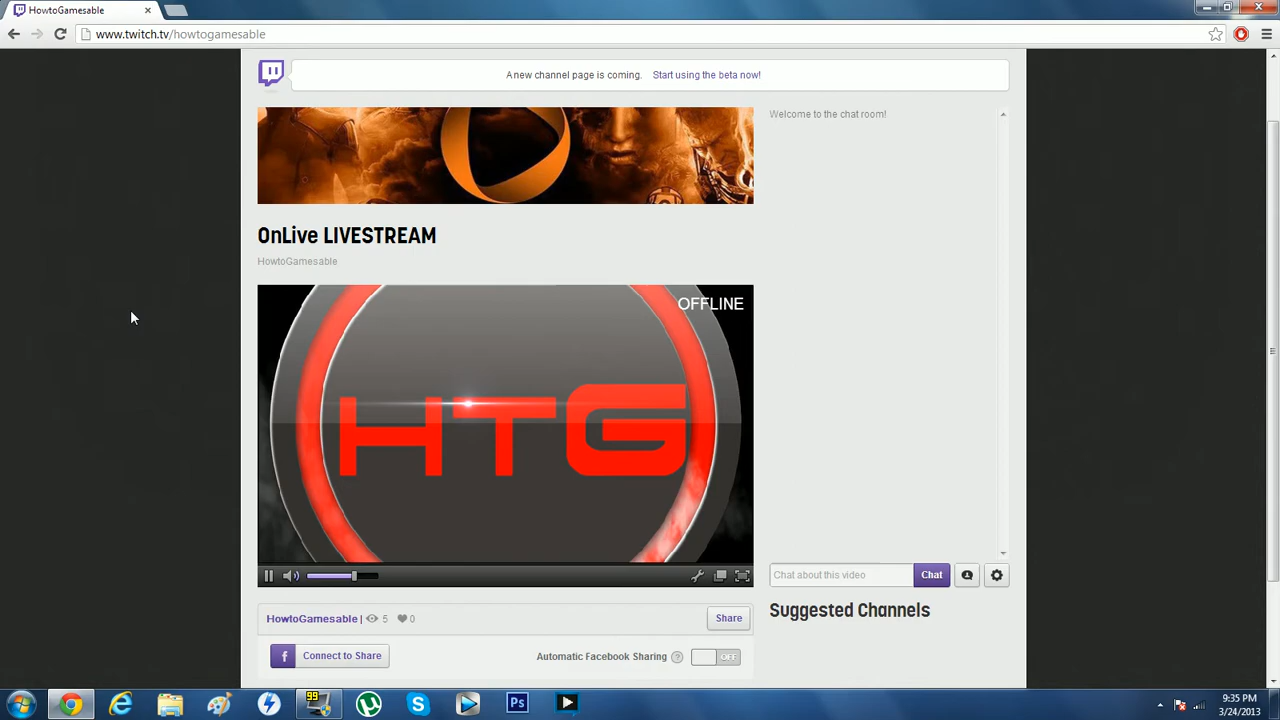 HowtoGamesable
www.twitch.tv/howtogamesable
A new channel page is coming. Start using the beta now!
Welcome to the chat room!
OnLive LIVESTREAM
HowtoGamesable
OFFLINE
HTG
Chat about this video
Chat
Suggested Channels
HowtoGamesable | 5 0
Share
f Connect to Share
Automatic Facebook Sharing ? OFF
99
Ps
9:35 PM
3/24/2013